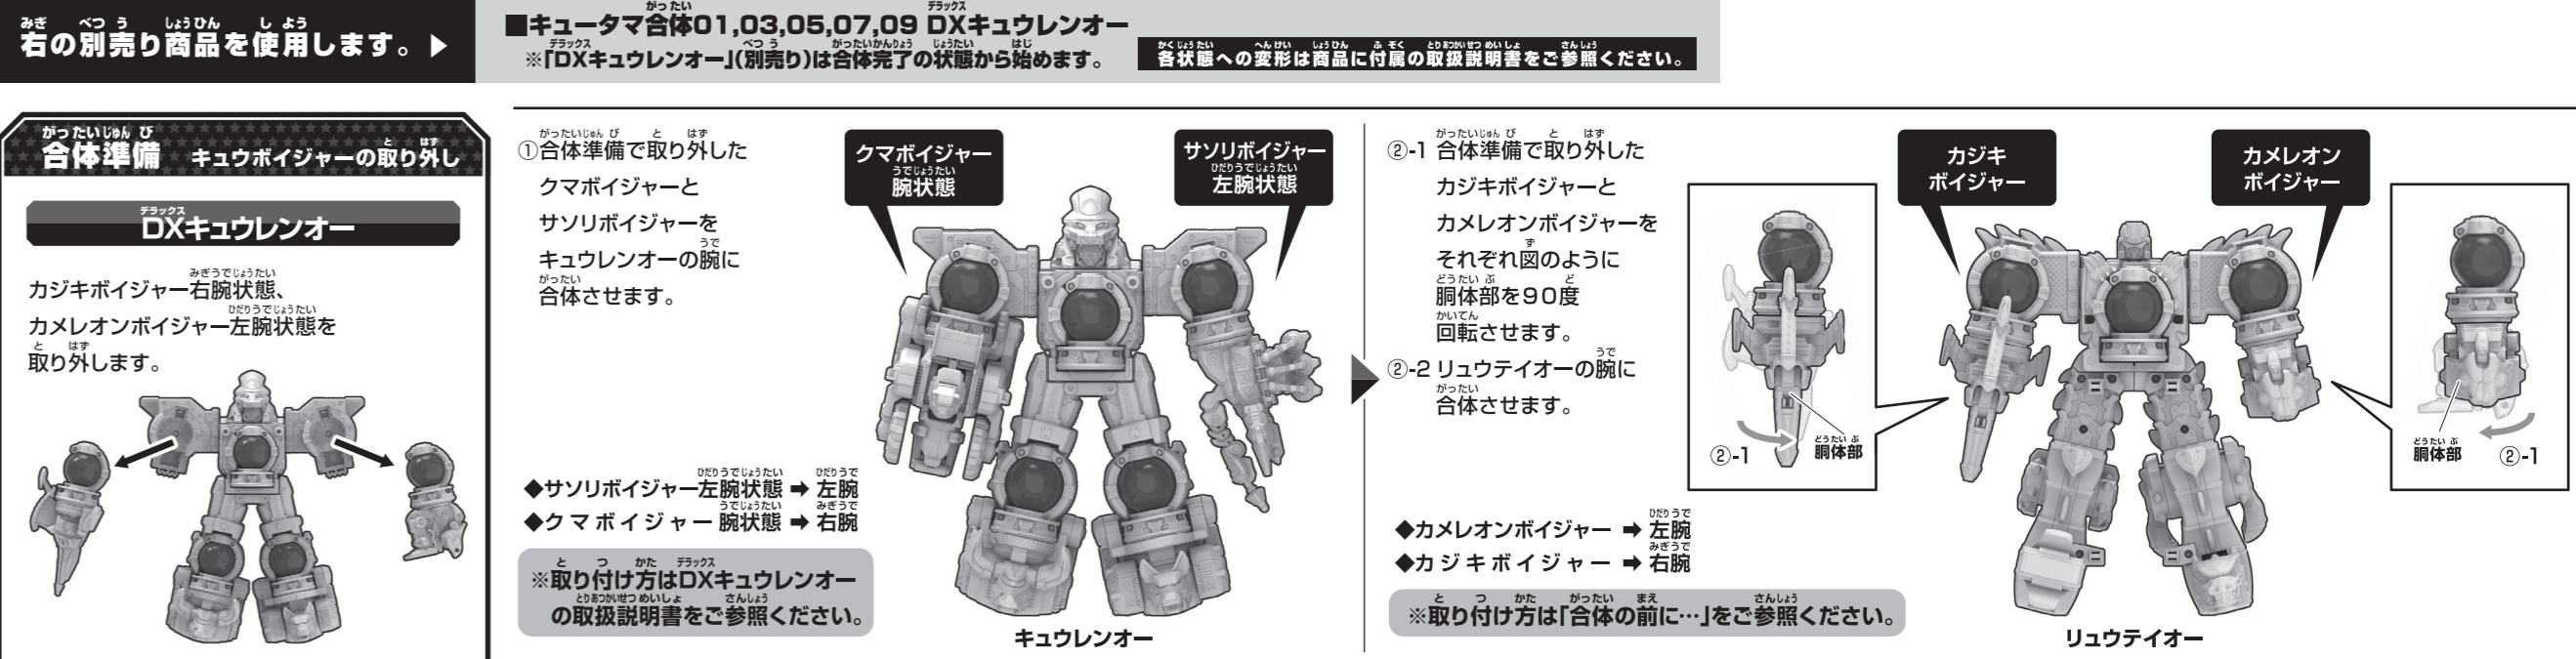 右の別売り商品を使用します。▶
■キュータマ合体01,03,05,07,09 DXキュウレンオー
※「DXキュウレンオー」(別売り)は合体完了の状態から始めます。
各状態への変形は商品に付属の取扱説明書をご参照ください。
合体準備 キュウボイジャーの取り外し
DXキュウレンオー
カジキボイジャー右腕状態、
カメレオンボイジャー左腕状態を
取り外します。
①合体準備で取り外した
クマボイジャーと
サソリボイジャーを
キュウレンオーの腕に
合体させます。
クマボイジャー
腕状態
サソリボイジャー
左腕状態
◆サソリボイジャー左腕状態 ➡ 左腕
◆クマボイジャー 腕状態 ➡ 右腕
※取り付け方はDXキュウレンオー
の取扱説明書をご参照ください。
キュウレンオー
②-1 合体準備で取り外した
カジキボイジャーと
カメレオンボイジャーを
それぞれ図のように
胴体部を90度
回転させます。
②-2 リュウテイオーの腕に
合体させます。
カジキ
ボイジャー
カメレオン
ボイジャー
②-1
胴体部
胴体部
②-1
◆カメレオンボイジャー ➡ 左腕
◆カジキボイジャー ➡ 右腕
※取り付け方は「合体の前に…」をご参照ください。
リュウテイオー